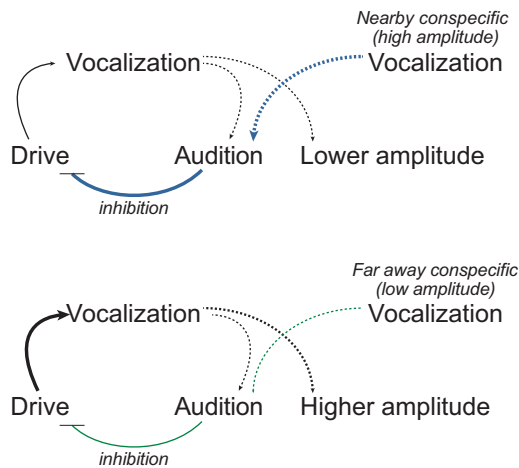 Nearby conspecific
(high amplitude)
Vocalization
Vocalization
Drive
Audition
Lower amplitude
inhibition
Far away conspecific
(low amplitude)
Vocalization
Vocalization
Drive
Audition
Higher amplitude
inhibition